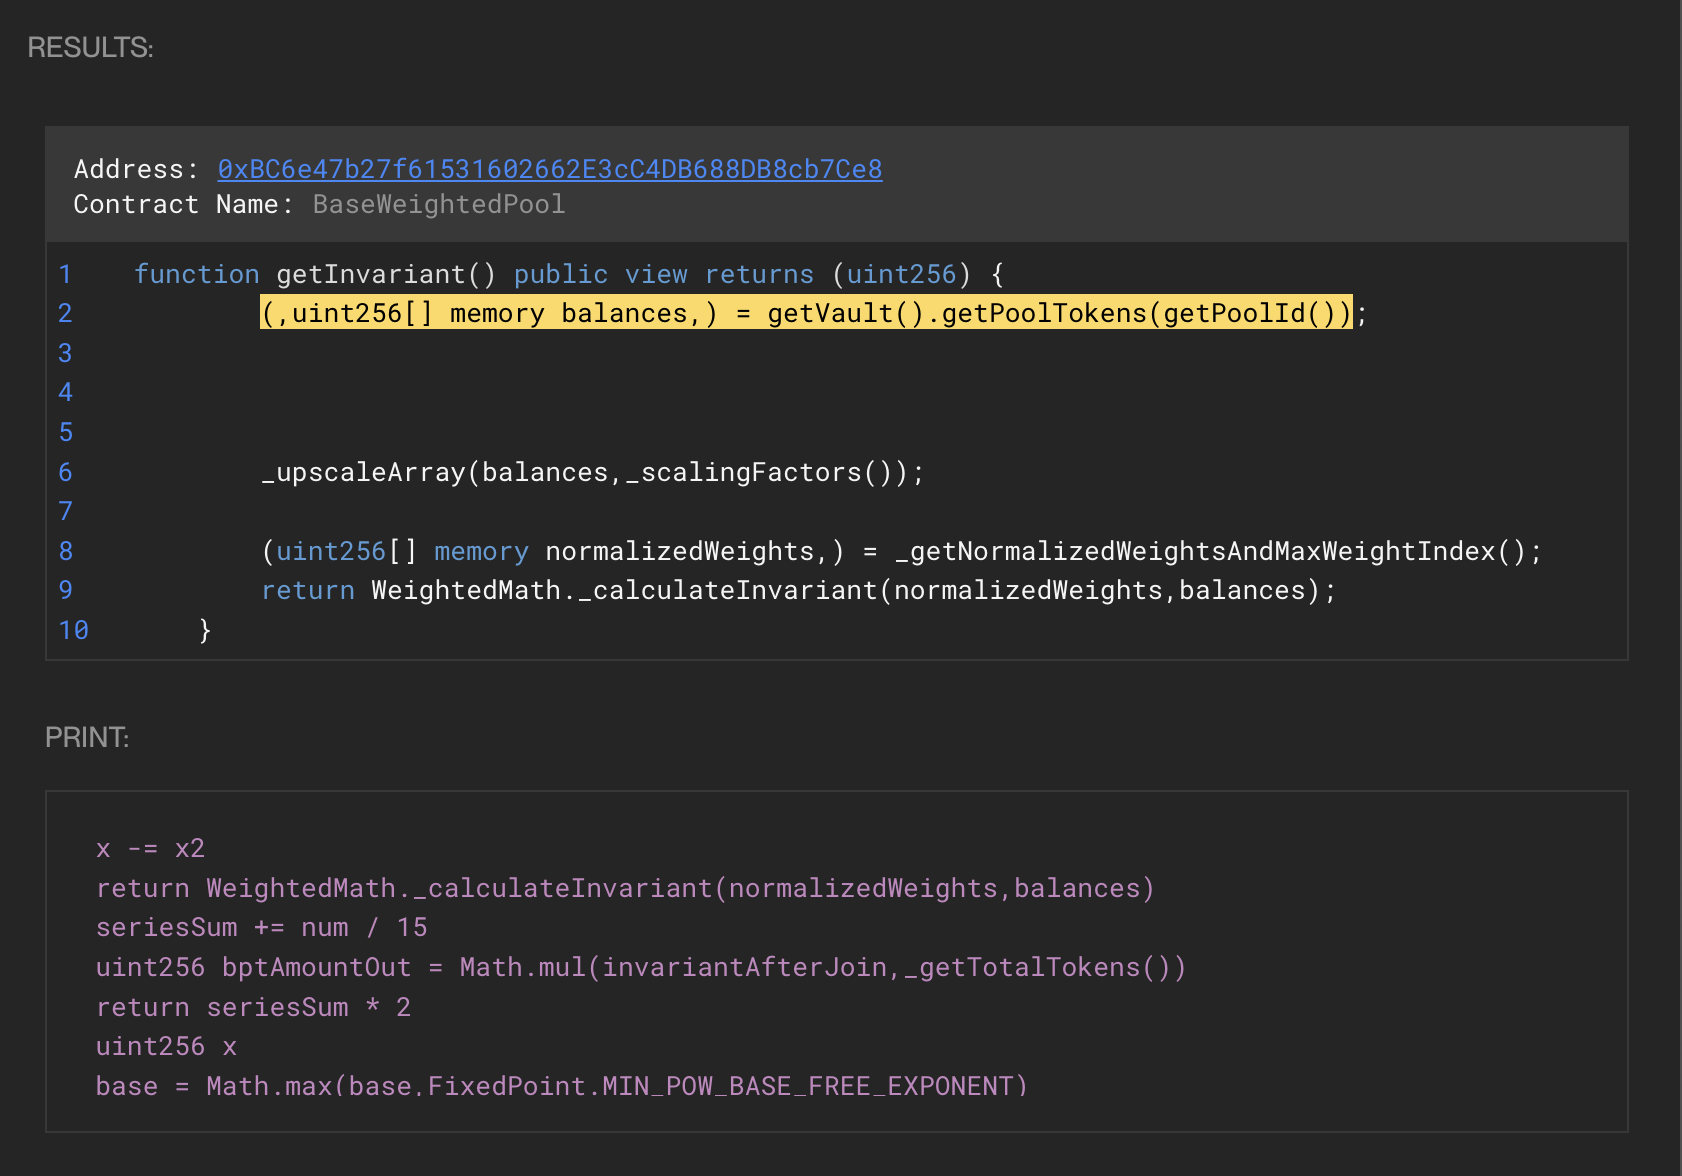 RESULTS:
Address: 0xBC6e47b27f61531602662E3cC4DB688DB8cb7Ce8
Contract Name: BaseWeightedPool
1 function getInvariant() public view returns (uint256) {
2 (,uint256[] memory balances,) = getVault().getPoolTokens(getPoolId());
3
4
5
6 _upscaleArray(balances,_scalingFactors());
7
8 (uint256[] memory normalizedWeights,) = _getNormalizedWeightsAndMaxWeightIndex();
9 return WeightedMath._calculateInvariant(normalizedWeights,balances);
10 }
PRINT:
x -= x2
return WeightedMath._calculateInvariant(normalizedWeights,balances)
seriesSum += num / 15
uint256 bptAmountOut = Math.mul(invariantAfterJoin,_getTotalTokens())
return seriesSum * 2
uint256 x
base = Math.max(base,FixedPoint.MIN_POW_BASE_FREE_EXPONENT)